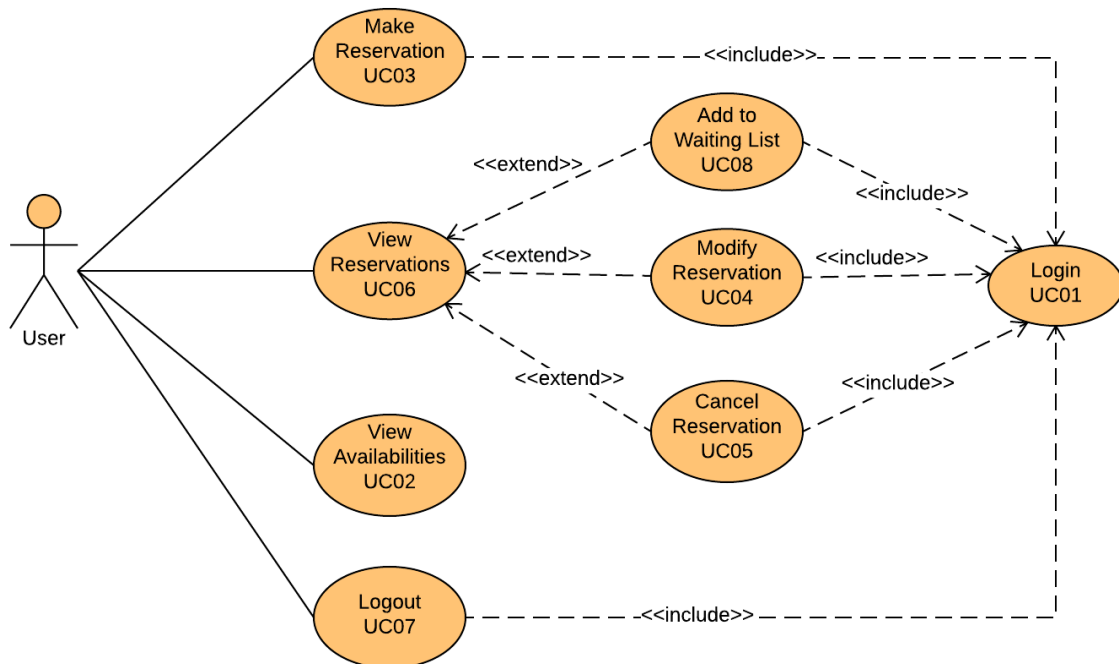 Make
Reservation
UC03
<<include>>
Add to
Waiting List
UC08
<<extend>>
<<include>>
View
Reservations
UC06
<<extend>>
Modify
Reservation
UC04
<<include>>
Login
UC01
User
<<extend>>
Cancel
Reservation
UC05
<<include>>
View
Availabilities
UC02
Logout
UC07
<<include>>